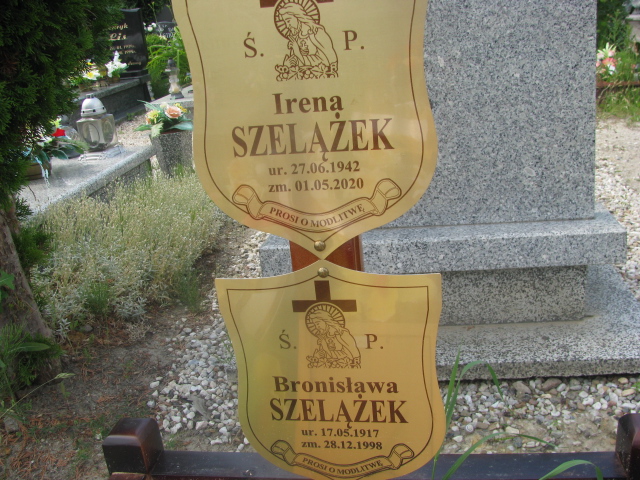 Ś. P.
Irena
SZELĄŻEK
ur. 27.06.1942
zm. 01.05.2020
PROSI O MODLITWĘ
Ś. P.
Bronisława
SZELĄŻEK
ur. 17.05.1917
zm. 28.12.1998
PROSI O MODLITWĘ